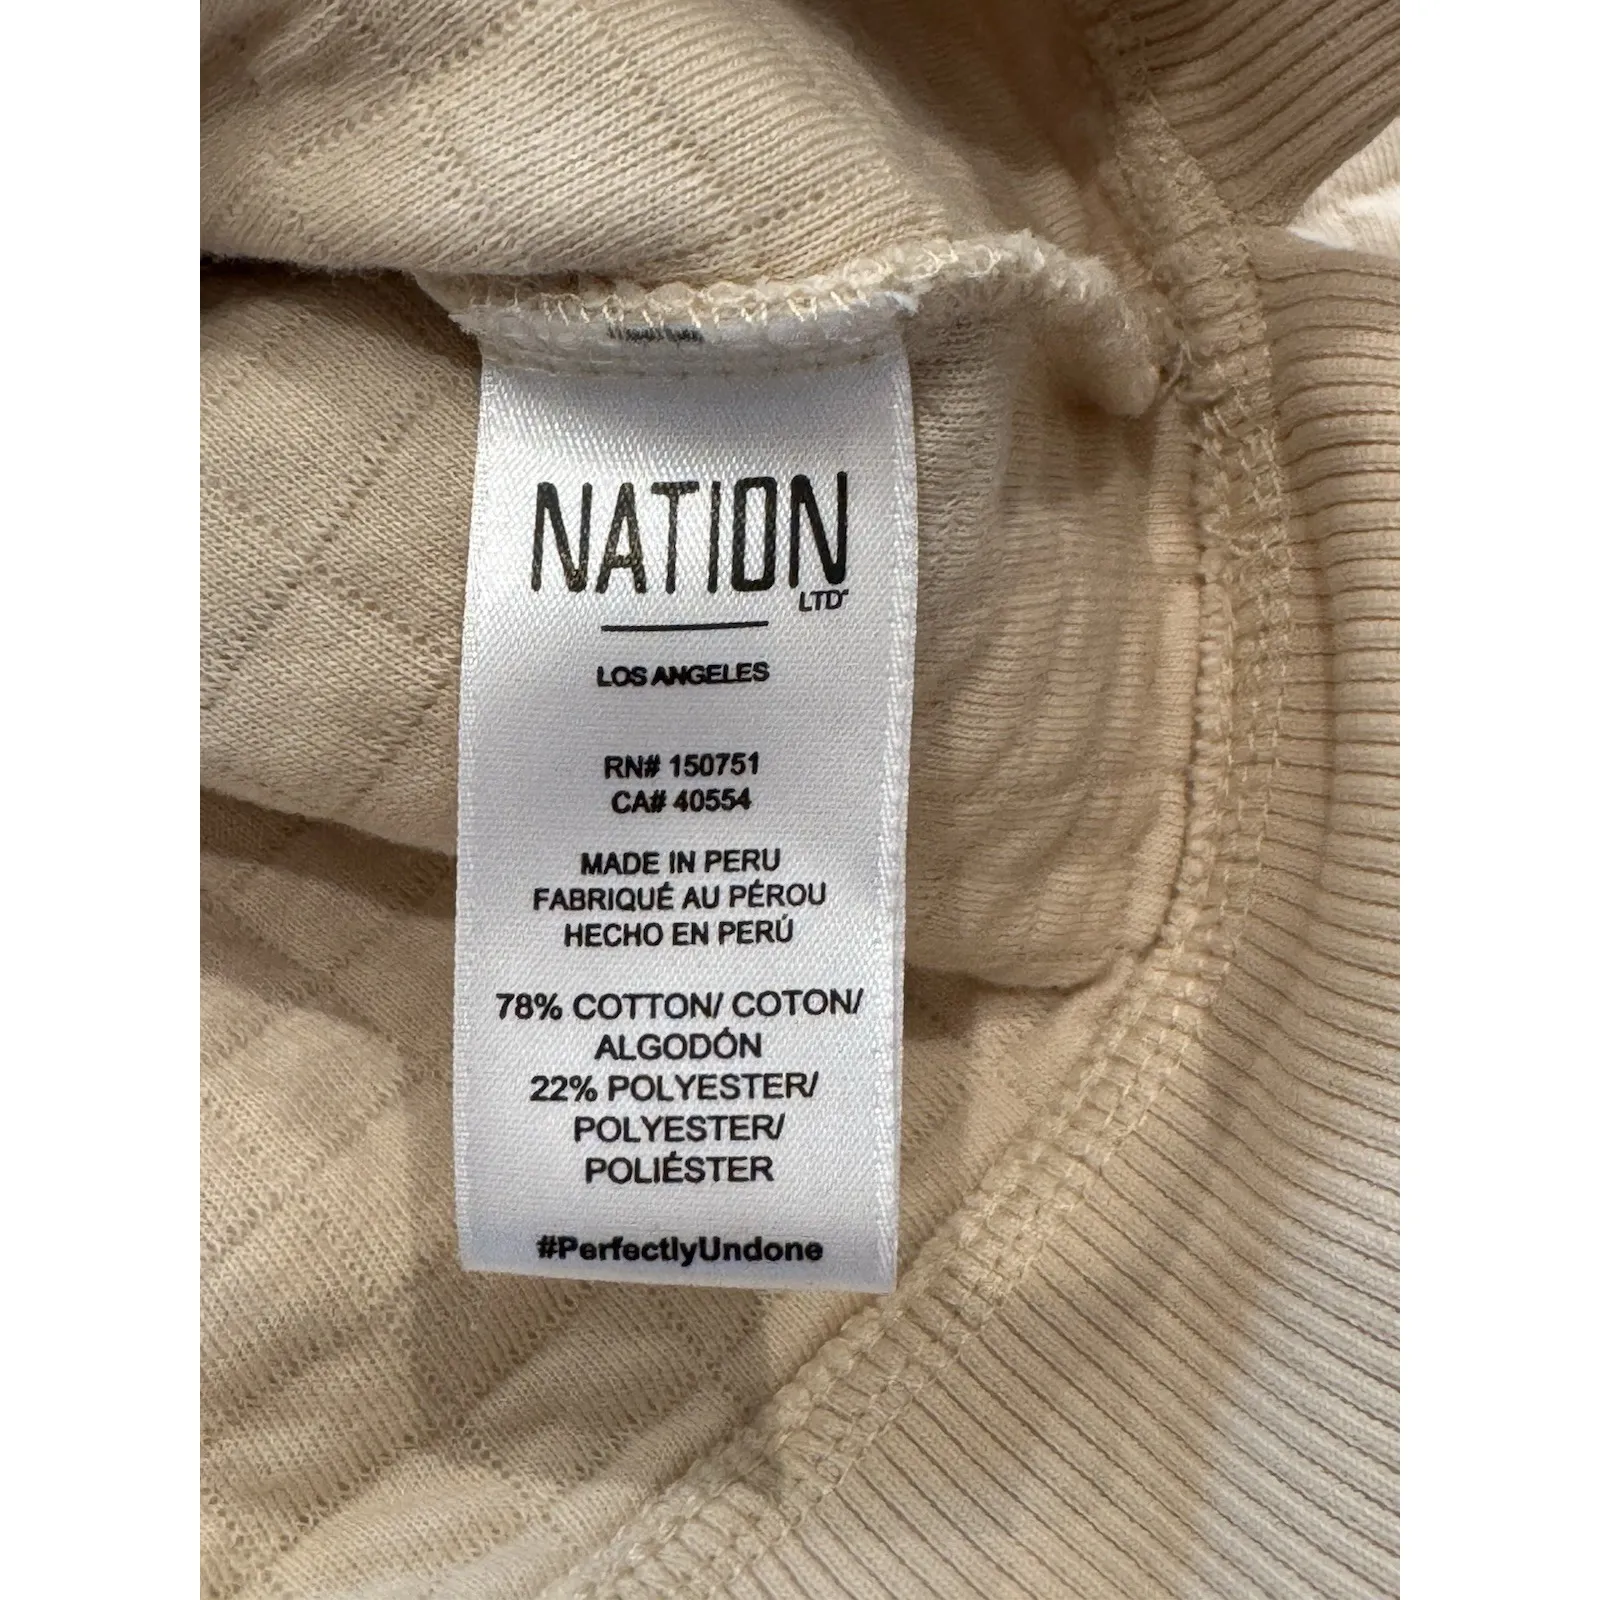 NATION
LTD
LOS ANGELES
RN# 150751
CA# 40554
MADE IN PERU
FABRIQUÉ AU PÉROU
HECHO EN PERÚ
78% COTTON/ COTON/
ALGODÓN
22% POLYESTER/
POLYESTER/
POLIÉSTER
#PerfectlyUndone